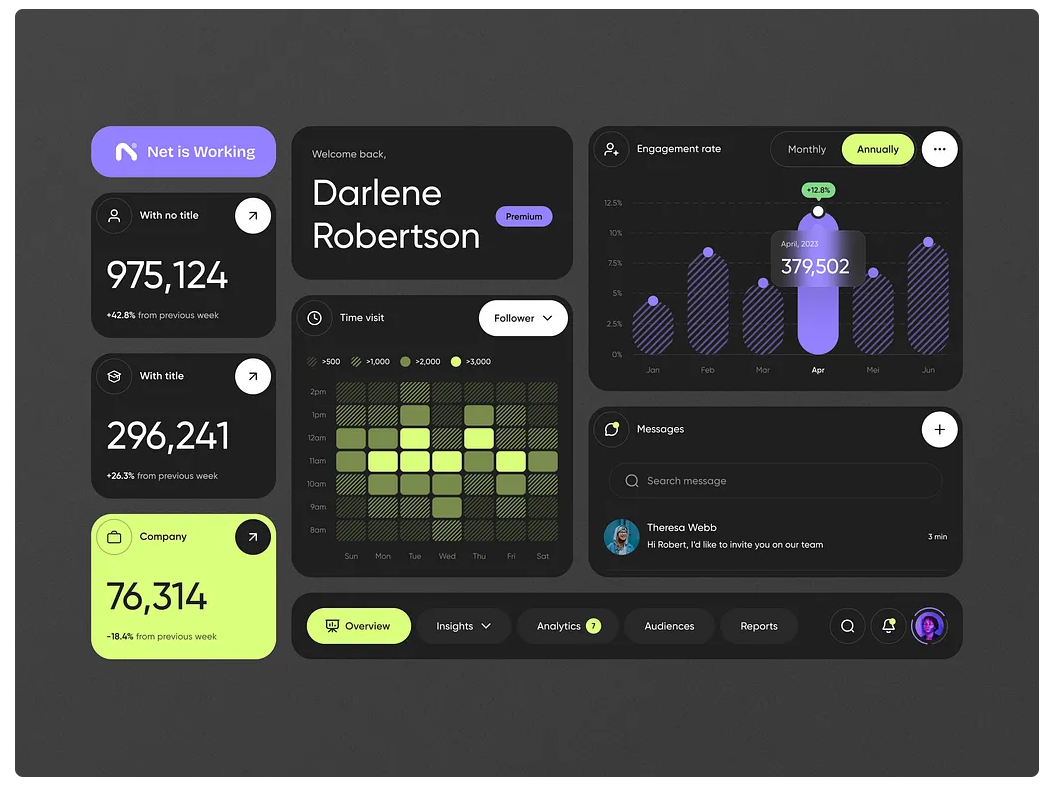 Net is Working
With no title
975,124
+42.8% from previous week
With title
296,241
+26.3% from previous week
Company
76,314
-18.4% from previous week
Welcome back,
Darlene
Robertson
Premium
Time visit
Follower
>500 >1,000 >2,000 >3,000
2pm
1pm
12am
11am
10am
9am
8am
Sun Mon Tue Wed Thu Fri Sat
Engagement rate
Monthly Annually
+12.8%
12.5%
10%
7.5%
5%
2.5%
0%
April, 2023
379,502
Jan Feb Mar Apr Mei Jun
Messages
Search message
Theresa Webb
Hi Robert, I'd like to invite you on our team
3 min
Overview Insights Analytics 7 Audiences Reports